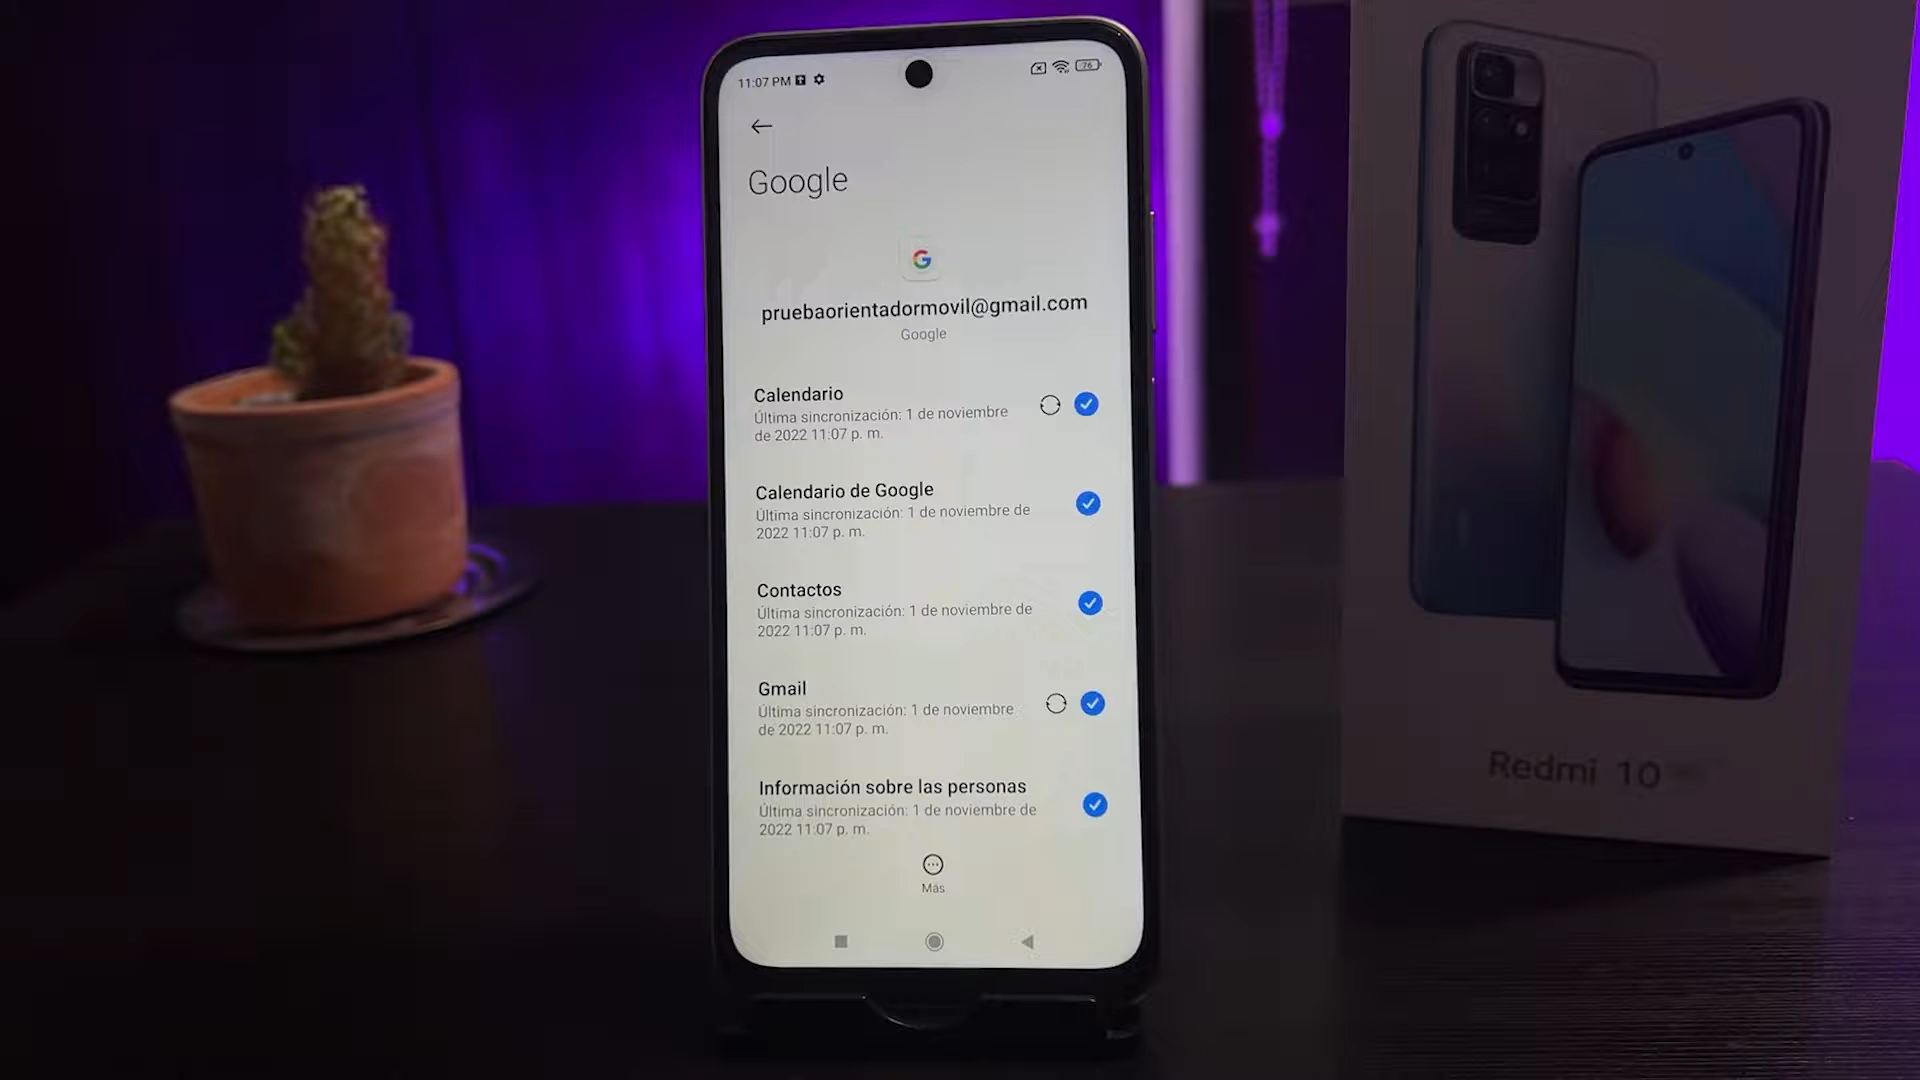 11:07 PM
76
Google
pruebaorientadormovil@gmail.com
Google
Calendario
Última sincronización: 1 de noviembre
de 2022 11:07 p. m.
Calendario de Google
Última sincronización: 1 de noviembre de
2022 11:07 p. m.
Contactos
Última sincronización: 1 de noviembre de
2022 11:07 p. m.
Gmail
Última sincronización: 1 de noviembre
de 2022 11:07 p. m.
Información sobre las personas
Última sincronización: 1 de noviembre de
2022 11:07 p. m.
Más
Redmi 10